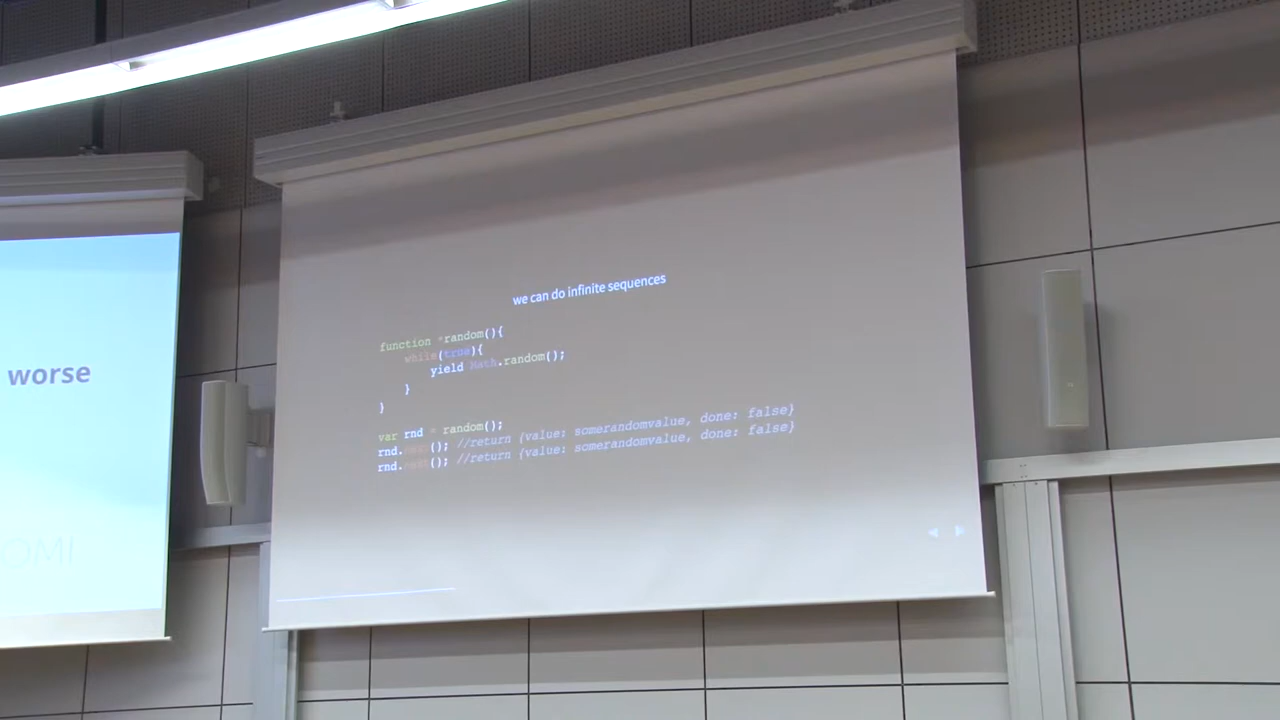 worse
OMI
we can do infinite sequences
function *random(){
while(true){
yield Math.random();
}
}
var rnd = random();
rnd.next(); //return {value: somerandomvalue, done: false}
rnd.next(); //return {value: somerandomvalue, done: false}